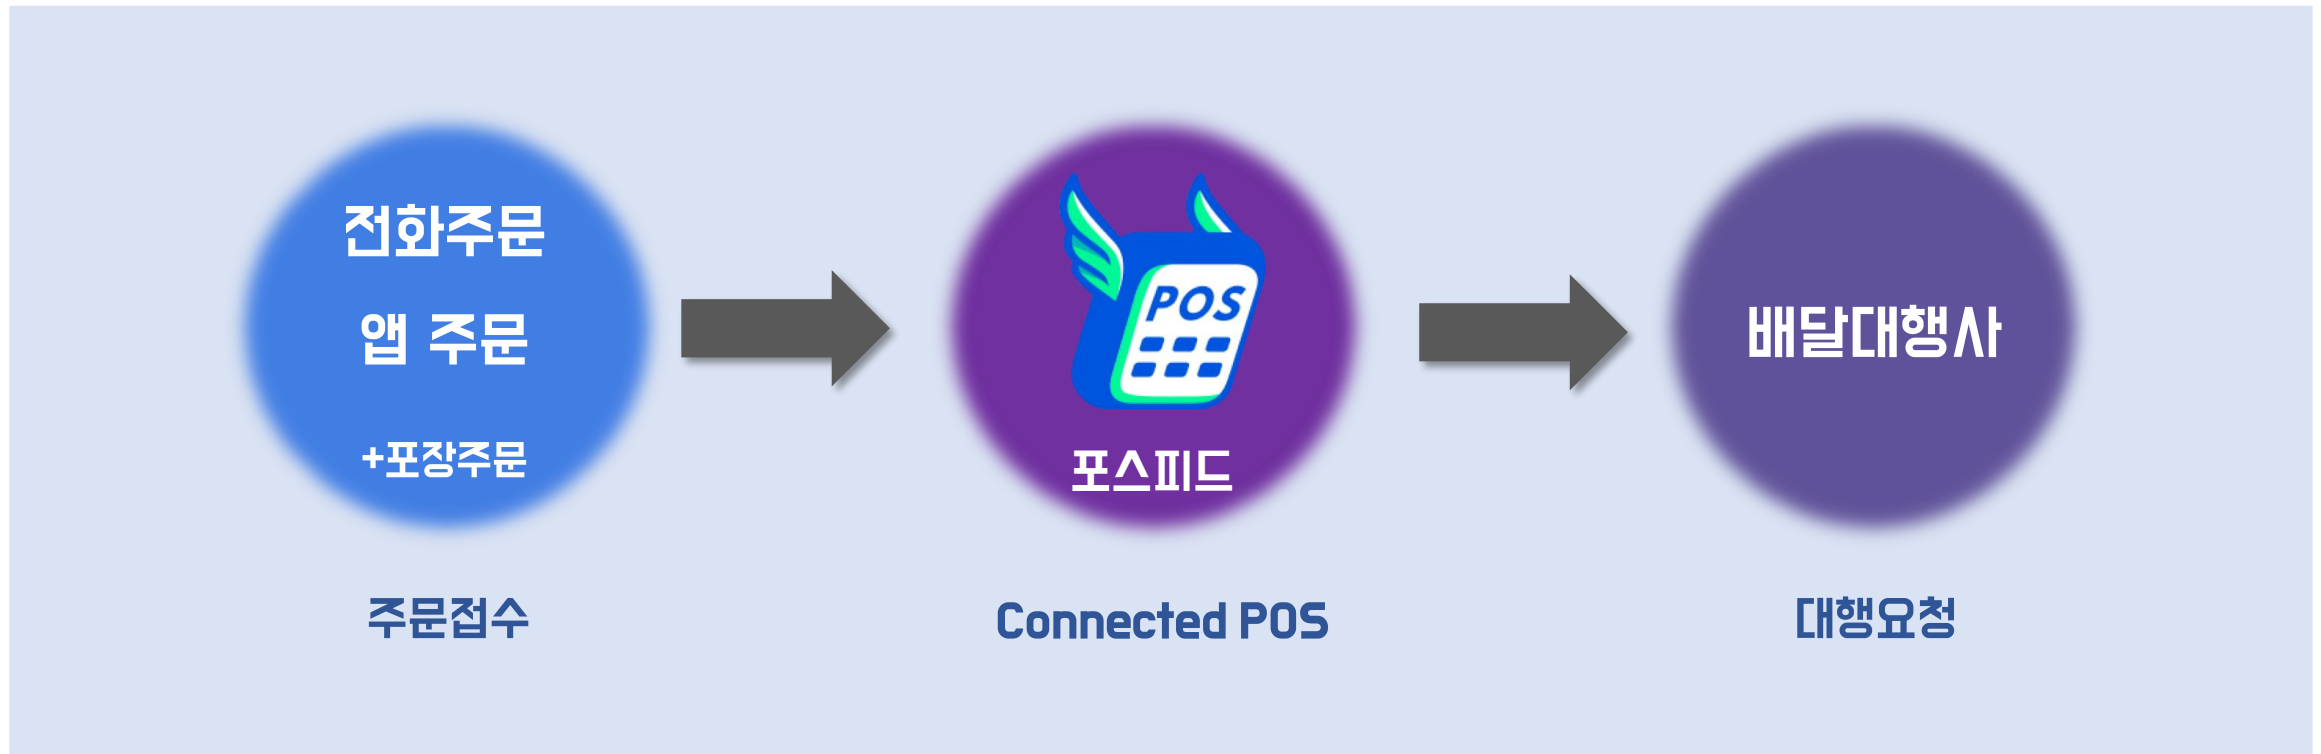 전화주문
앱 주문
+포장주문
주문접수
POS
포스피드
Connected POS
배달대행사
대행요청